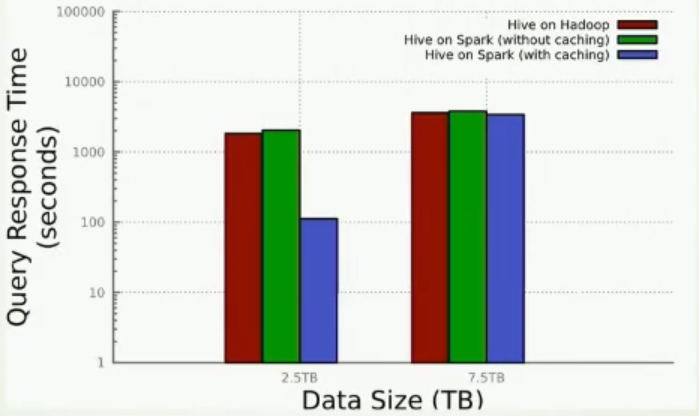 100000
10000
1000
100
10
1
Query Response Time
(seconds)
Hive on Hadoop
Hive on Spark (without caching)
Hive on Spark (with caching)
2.5TB
7.5TB
Data Size (TB)